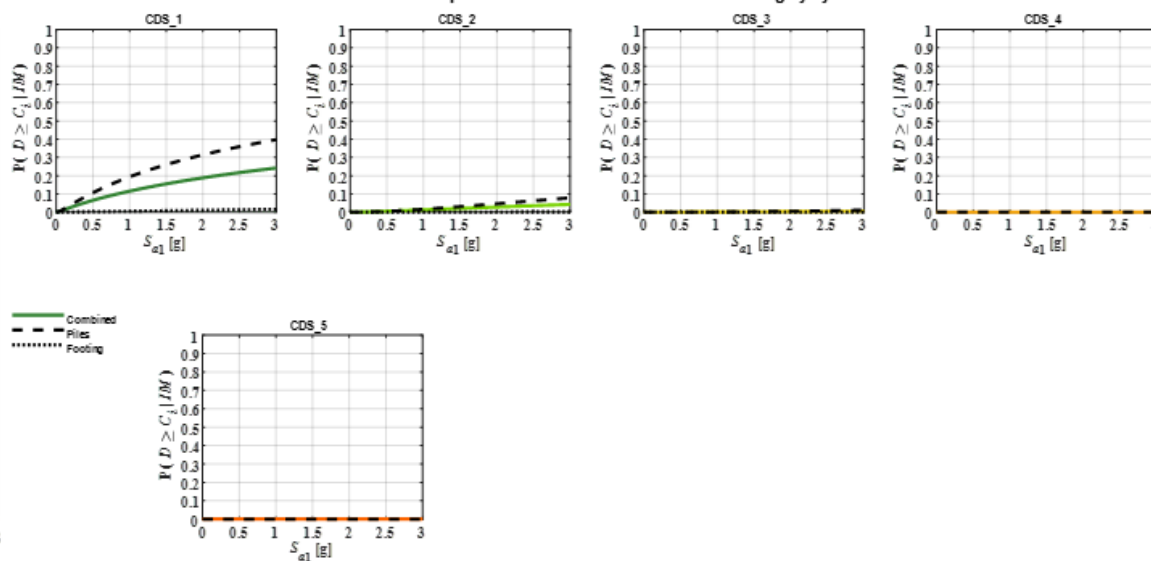 CDS_1
1
0.9
0.8
0.7
0.6
0.5
0.4
0.3
0.2
0.1
0
P( D ≥ C_i | IM)
0 0.5 1 1.5 2 2.5 3
S_a1 [g]
CDS_2
1
0.9
0.8
0.7
0.6
0.5
0.4
0.3
0.2
0.1
0
P( D ≥ C_i | IM)
0 0.5 1 1.5 2 2.5 3
S_a1 [g]
CDS_3
1
0.9
0.8
0.7
0.6
0.5
0.4
0.3
0.2
0.1
0
P( D ≥ C_i | IM)
0 0.5 1 1.5 2 2.5 3
S_a1 [g]
CDS_4
1
0.9
0.8
0.7
0.6
0.5
0.4
0.3
0.2
0.1
0
P( D ≥ C_i | IM)
0 0.5 1 1.5 2 2.5
S_a1 [g]
Combined
Piles
Footing
CDS_5
1
0.9
0.8
0.7
0.6
0.5
0.4
0.3
0.2
0.1
0
P( D ≥ C_i | IM)
0 0.5 1 1.5 2 2.5 3
S_a1 [g]